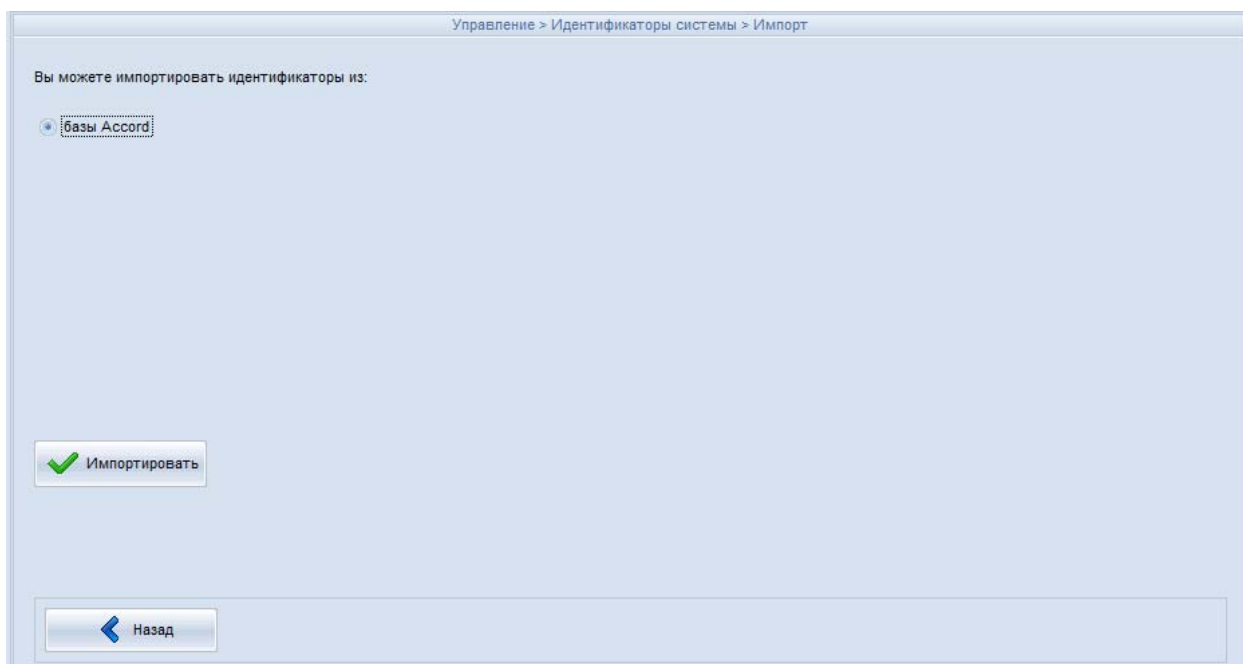 Управление > Идентификаторы системы > Импорт
Вы можете импортировать идентификаторы из:
базы Accord
Импортировать
Назад